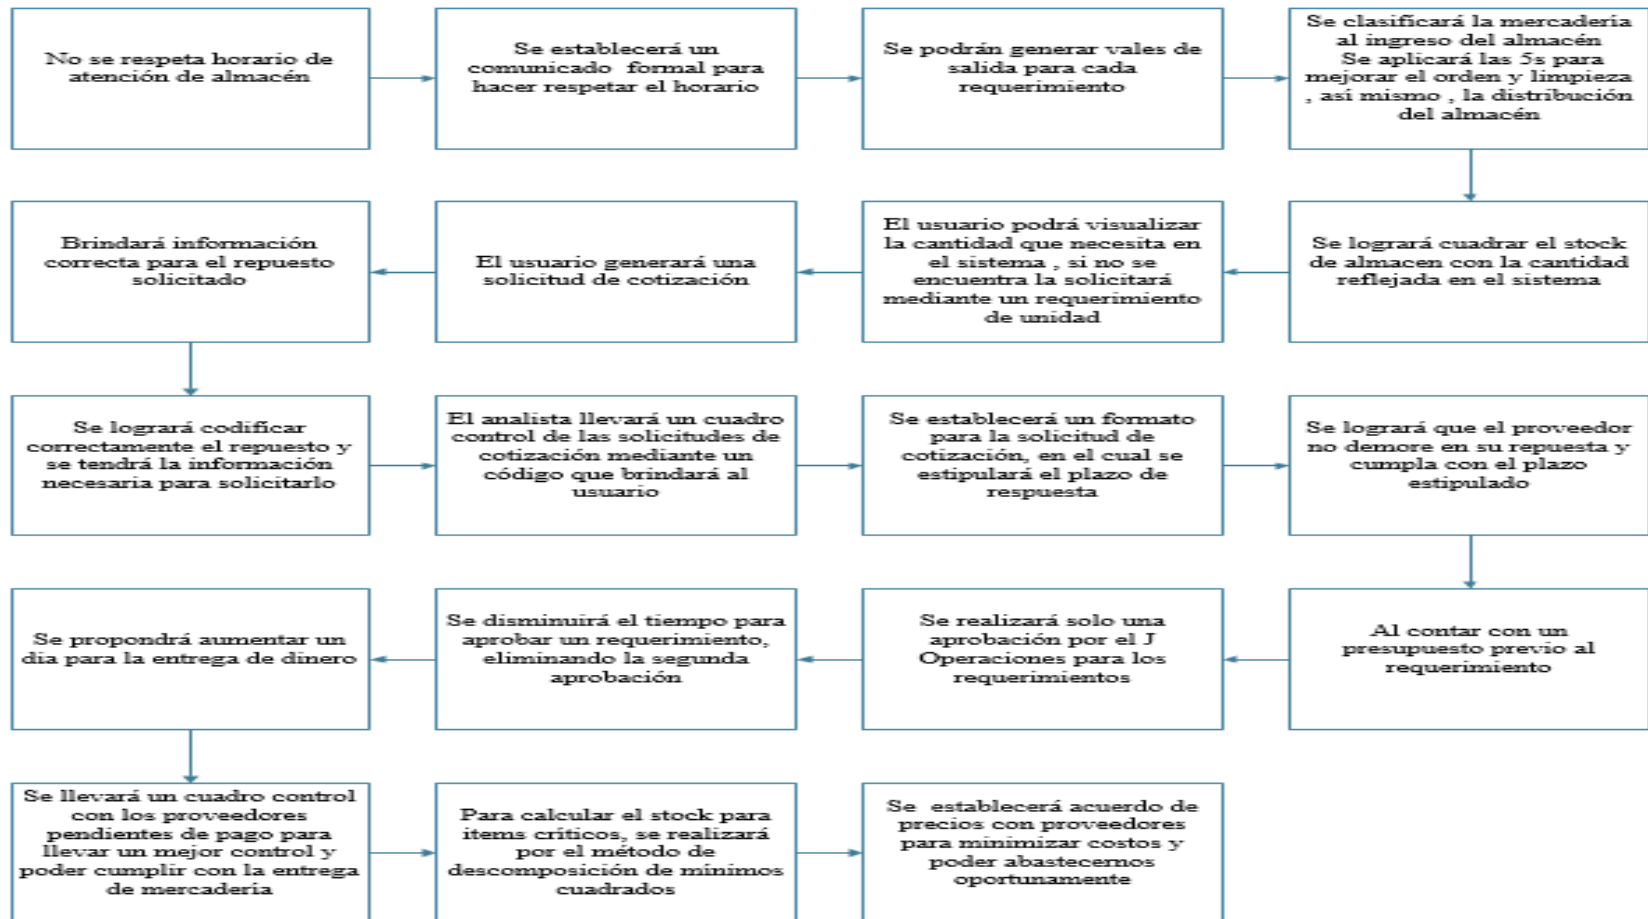 No se respeta horario de
atención de almacén
Se establecerá un
comunicado formal para
hacer respetar el horario
Se podrán generar vales de
salida para cada
requerimiento
Se clasificará la mercadería
al ingreso del almacén
Se aplicará las 5s para
mejorar el orden y limpieza
, así mismo , la distribución
del almacén
Se logrará cuadrar el stock
de almacen con la cantidad
reflejada en el sistema
El usuario podrá visualizar
la cantidad que necesita en
el sistema , si no se
encuentra la solicitará
mediante un requerimiento
de unidad
El usuario generará una
solicitud de cotización
Brindará información
correcta para el repuesto
solicitado
Se logrará codificar
correctamente el repuesto y
se tendrá la información
necesaria para solicitarlo
El analista llevará un cuadro
control de las solicitudes de
cotización mediante un
código que brindará al
usuario
Se establecerá un formato
para la solicitud de
cotización, en el cual se
estipulará el plazo de
respuesta
Se logrará que el proveedor
no demore en su repuesta y
cumpla con el plazo
estipulado
Al contar con un
presupuesto previo al
requerimiento
Se realizará solo una
aprobación por el J
Operaciones para los
requerimientos
Se disminuirá el tiempo para
aprobar un requerimiento,
eliminando la segunda
aprobación
Se propondrá aumentar un
dia para la entrega de dinero
Se llevará un cuadro control
con los proveedores
pendientes de pago para
llevar un mejor control y
poder cumplir con la entrega
de mercadería
Para calcular el stock para
items críticos, se realizará
por el método de
descomposición de mínimos
cuadrados
Se establecerá acuerdo de
precios con proveedores
para minimizar costos y
poder abastecernos
oportunamente